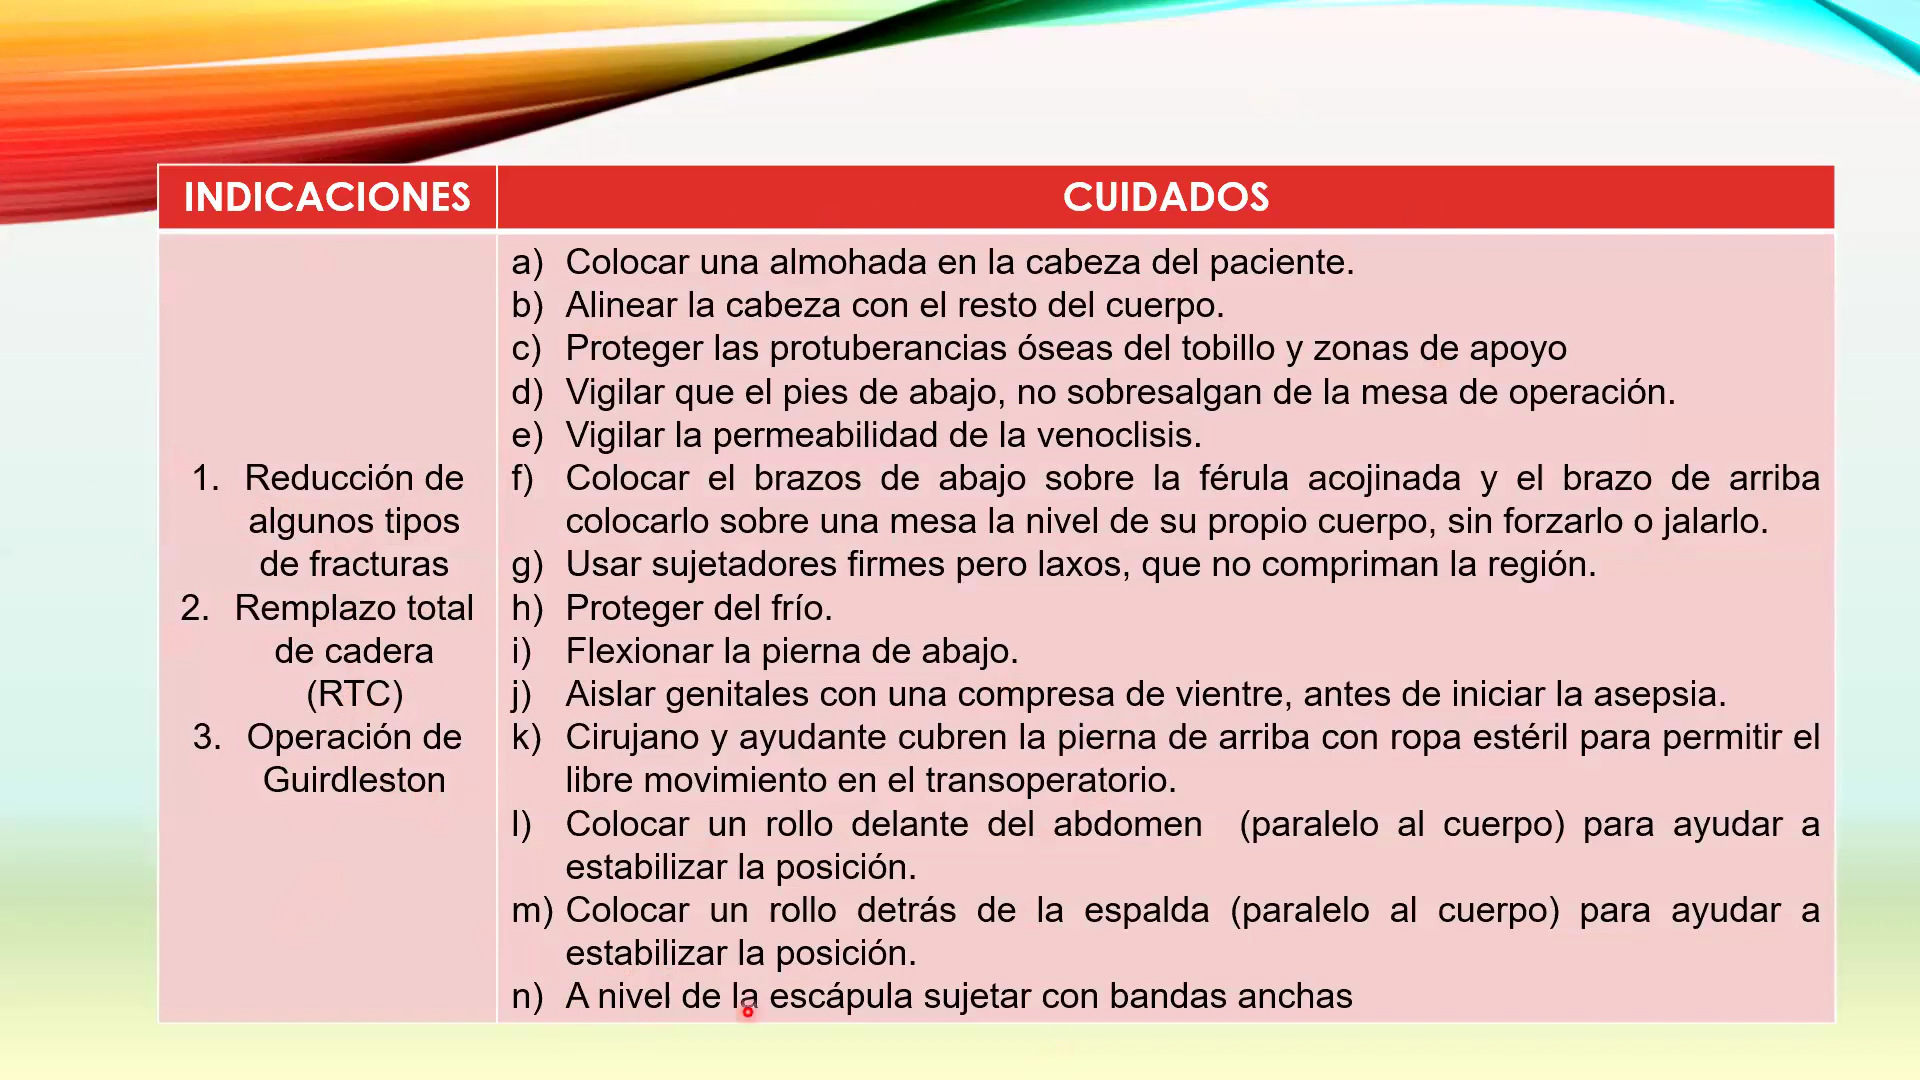 INDICACIONES
CUIDADOS
1. Reducción de
algunos tipos
de fracturas
2. Remplazo total
de cadera
(RTC)
3. Operación de
Guirdleston
a) Colocar una almohada en la cabeza del paciente.
b) Alinear la cabeza con el resto del cuerpo.
c) Proteger las protuberancias óseas del tobillo y zonas de apoyo
d) Vigilar que el pies de abajo, no sobresalgan de la mesa de operación.
e) Vigilar la permeabilidad de la venoclisis.
f) Colocar el brazos de abajo sobre la férula acojinada y el brazo de arriba
colocarlo sobre una mesa la nivel de su propio cuerpo, sin forzarlo o jalarlo.
g) Usar sujetadores firmes pero laxos, que no compriman la región.
h) Proteger del frío.
i) Flexionar la pierna de abajo.
j) Aislar genitales con una compresa de vientre, antes de iniciar la asepsia.
k) Cirujano y ayudante cubren la pierna de arriba con ropa estéril para permitir el
libre movimiento en el transoperatorio.
l) Colocar un rollo delante del abdomen (paralelo al cuerpo) para ayudar a
estabilizar la posición.
m) Colocar un rollo detrás de la espalda (paralelo al cuerpo) para ayudar a
estabilizar la posición.
n) A nivel de la escápula sujetar con bandas anchas